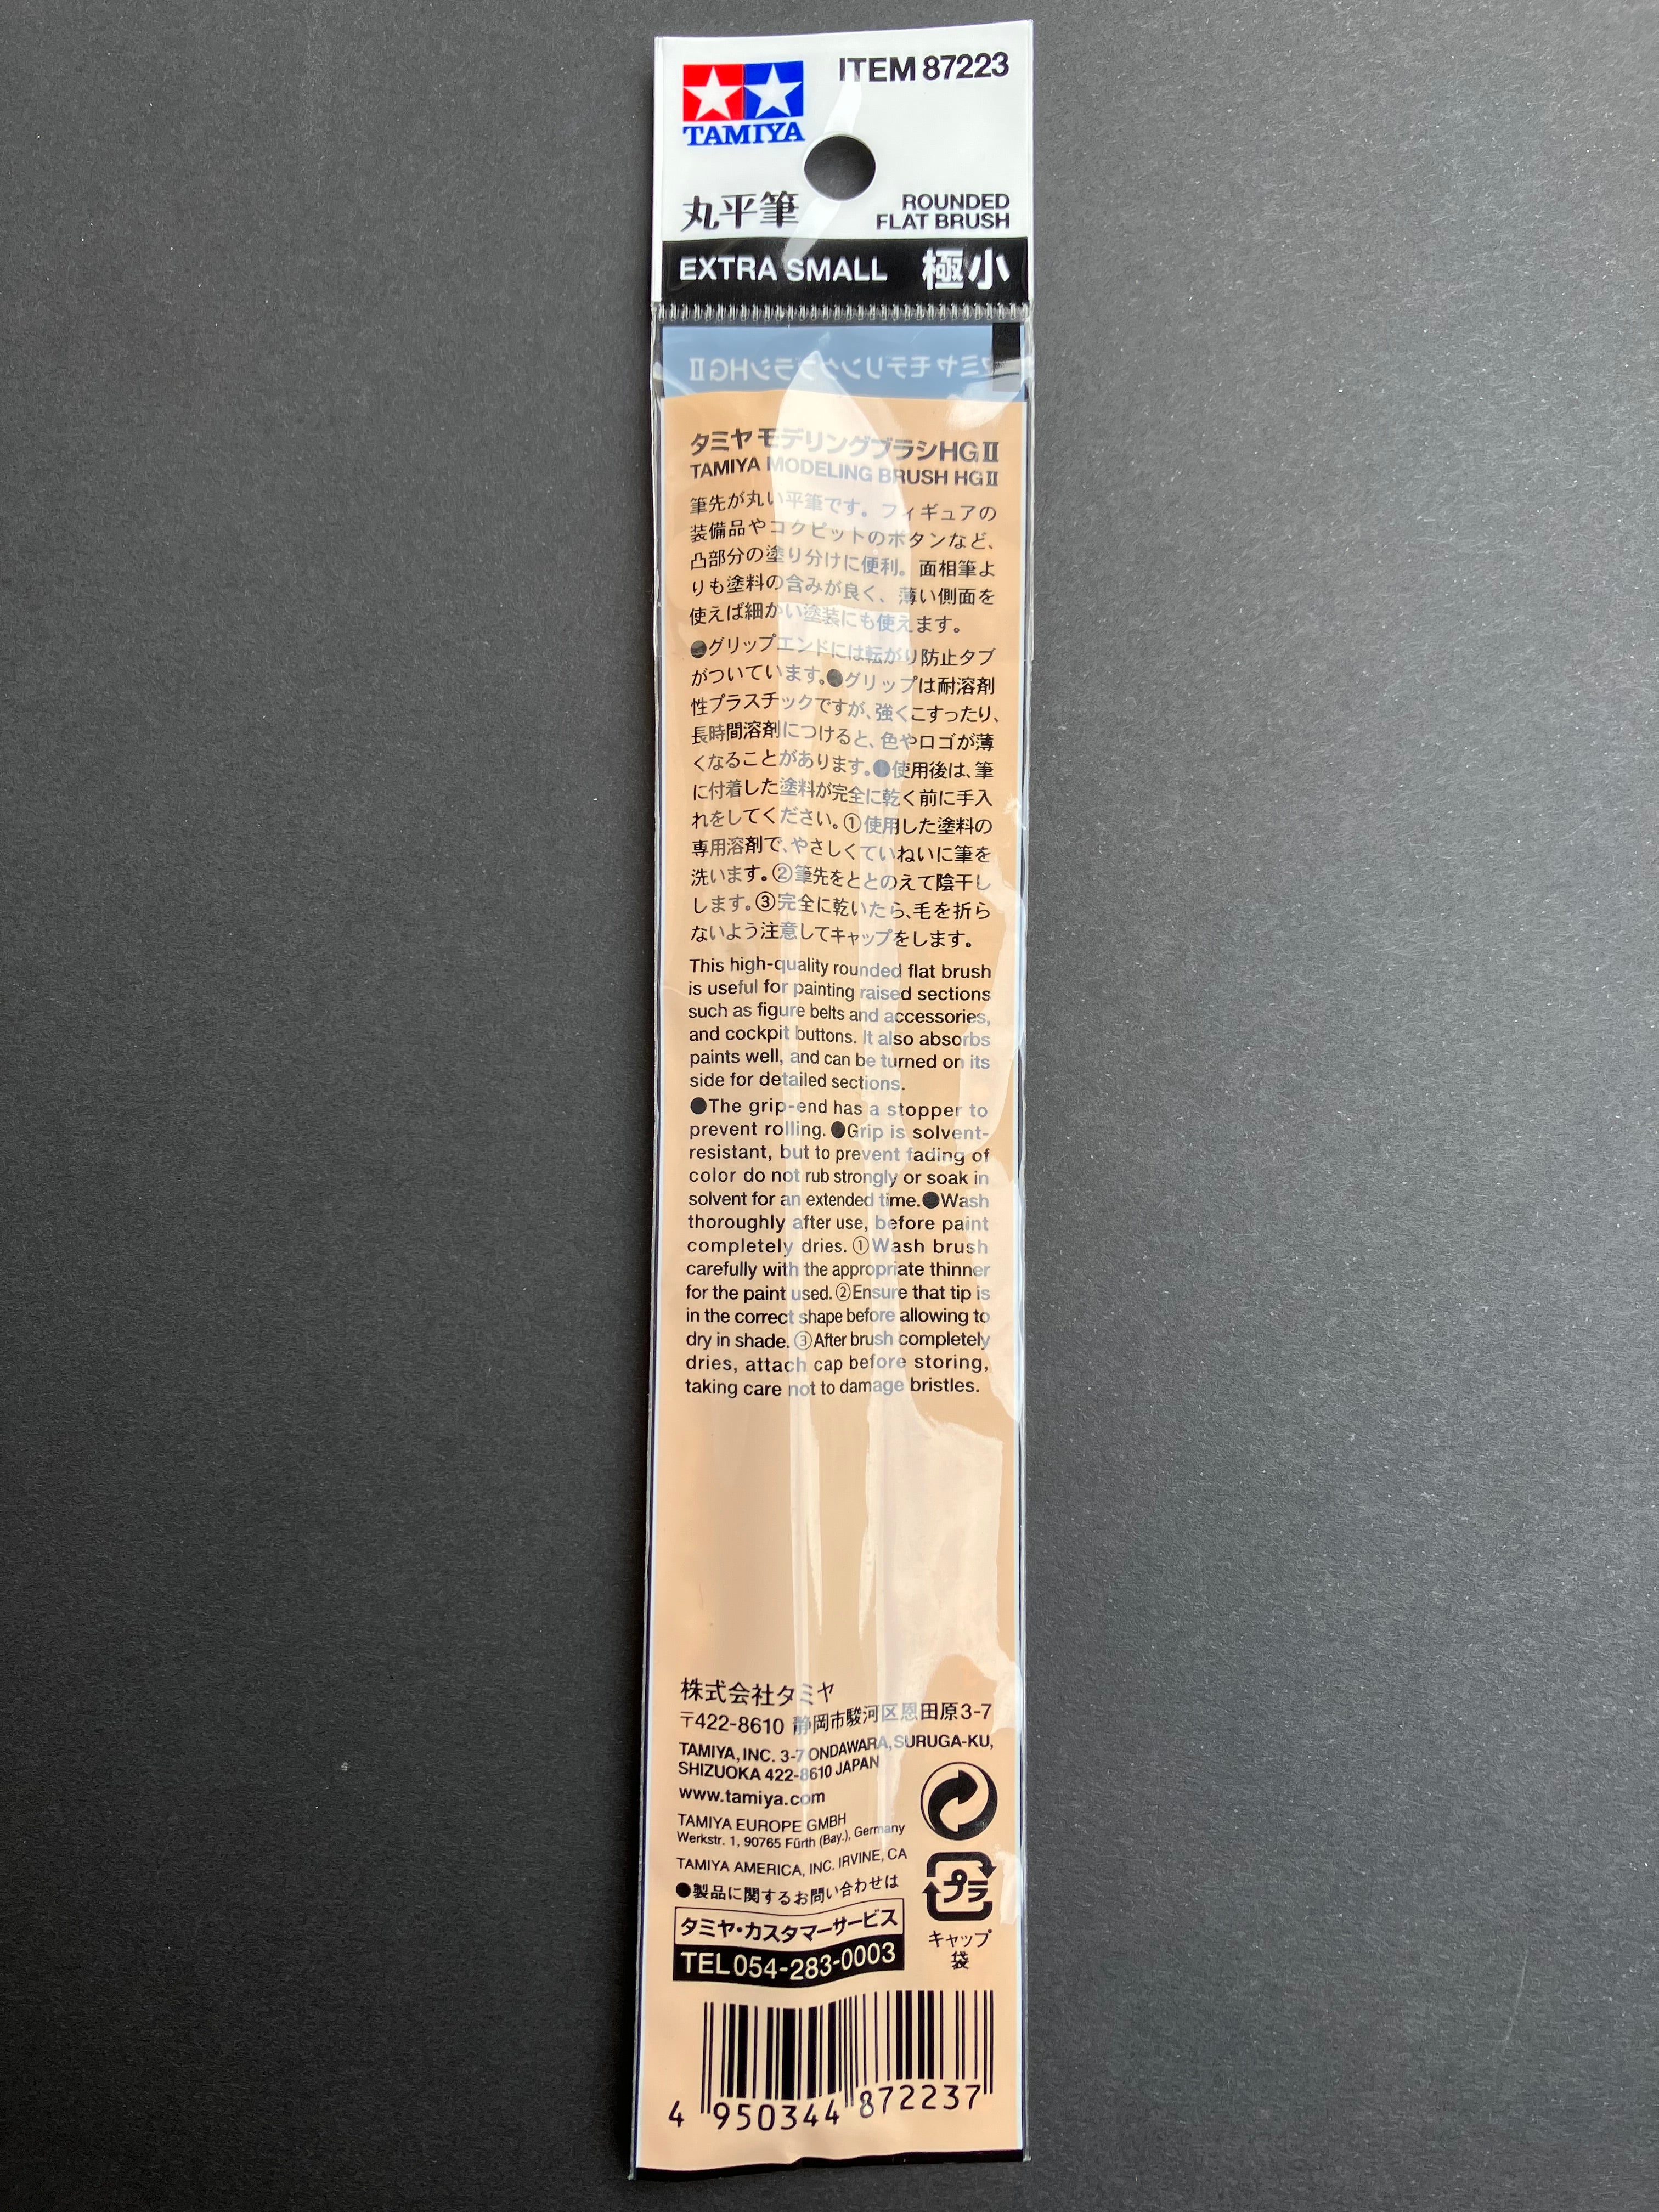 ITEM 87223
TAMIYA
丸平筆
ROUNDED
FLAT BRUSH
EXTRA SMALL 極小
タミヤモデリングブラシHGⅡ
タミヤ モデリングブラシHGⅡ
TAMIYA MODELING BRUSH HGⅡ
筆先が丸い平筆です。フィギュアの
装備品やコクピットのボタンなど、
凸部分の塗り分けに便利。面相筆よ
りも塗料の含みが良く、薄い側面を
使えば細かい塗装にも使えます。
●グリップエンドには転がり防止タブ
がついています。●グリップは耐溶剤
性プラスチックですが、強くこすったり、
長時間溶剤につけると、色やロゴが薄
くなることがあります。●使用後は、筆
に付着した塗料が完全に乾く前に手入
れをしてください。①使用した塗料の
専用溶剤で、やさしくていねいに筆を
洗います。②筆先をととのえて陰干し
します。③完全に乾いたら、毛を折ら
ないよう注意してキャップをします。
This high-quality rounded flat brush
is useful for painting raised sections
such as figure belts and accessories,
and cockpit buttons. It also absorbs
paints well, and can be turned on its
side for detailed sections.
●The grip-end has a stopper to
prevent rolling. ●Grip is solvent-
resistant, but to prevent fading of
color do not rub strongly or soak in
solvent for an extended time.●Wash
thoroughly after use, before paint
completely dries. ①Wash brush
carefully with the appropriate thinner
for the paint used. ②Ensure that tip is
in the correct shape before allowing to
dry in shade. ③After brush completely
dries, attach cap before storing,
taking care not to damage bristles.
株式会社タミヤ
〒422-8610 静岡市駿河区恩田原3-7
TAMIYA, INC. 3-7 ONDAWARA, SURUGA-KU,
SHIZUOKA 422-8610 JAPAN
www.tamiya.com
TAMIYA EUROPE GMBH
Werkstr. 1, 90765 Fürth (Bay.), Germany
TAMIYA AMERICA, INC. IRVINE, CA
●製品に関するお問い合わせは
タミヤ・カスタマーサービス
TEL 054-283-0003
プラ
キャップ
袋
4 950344 872237